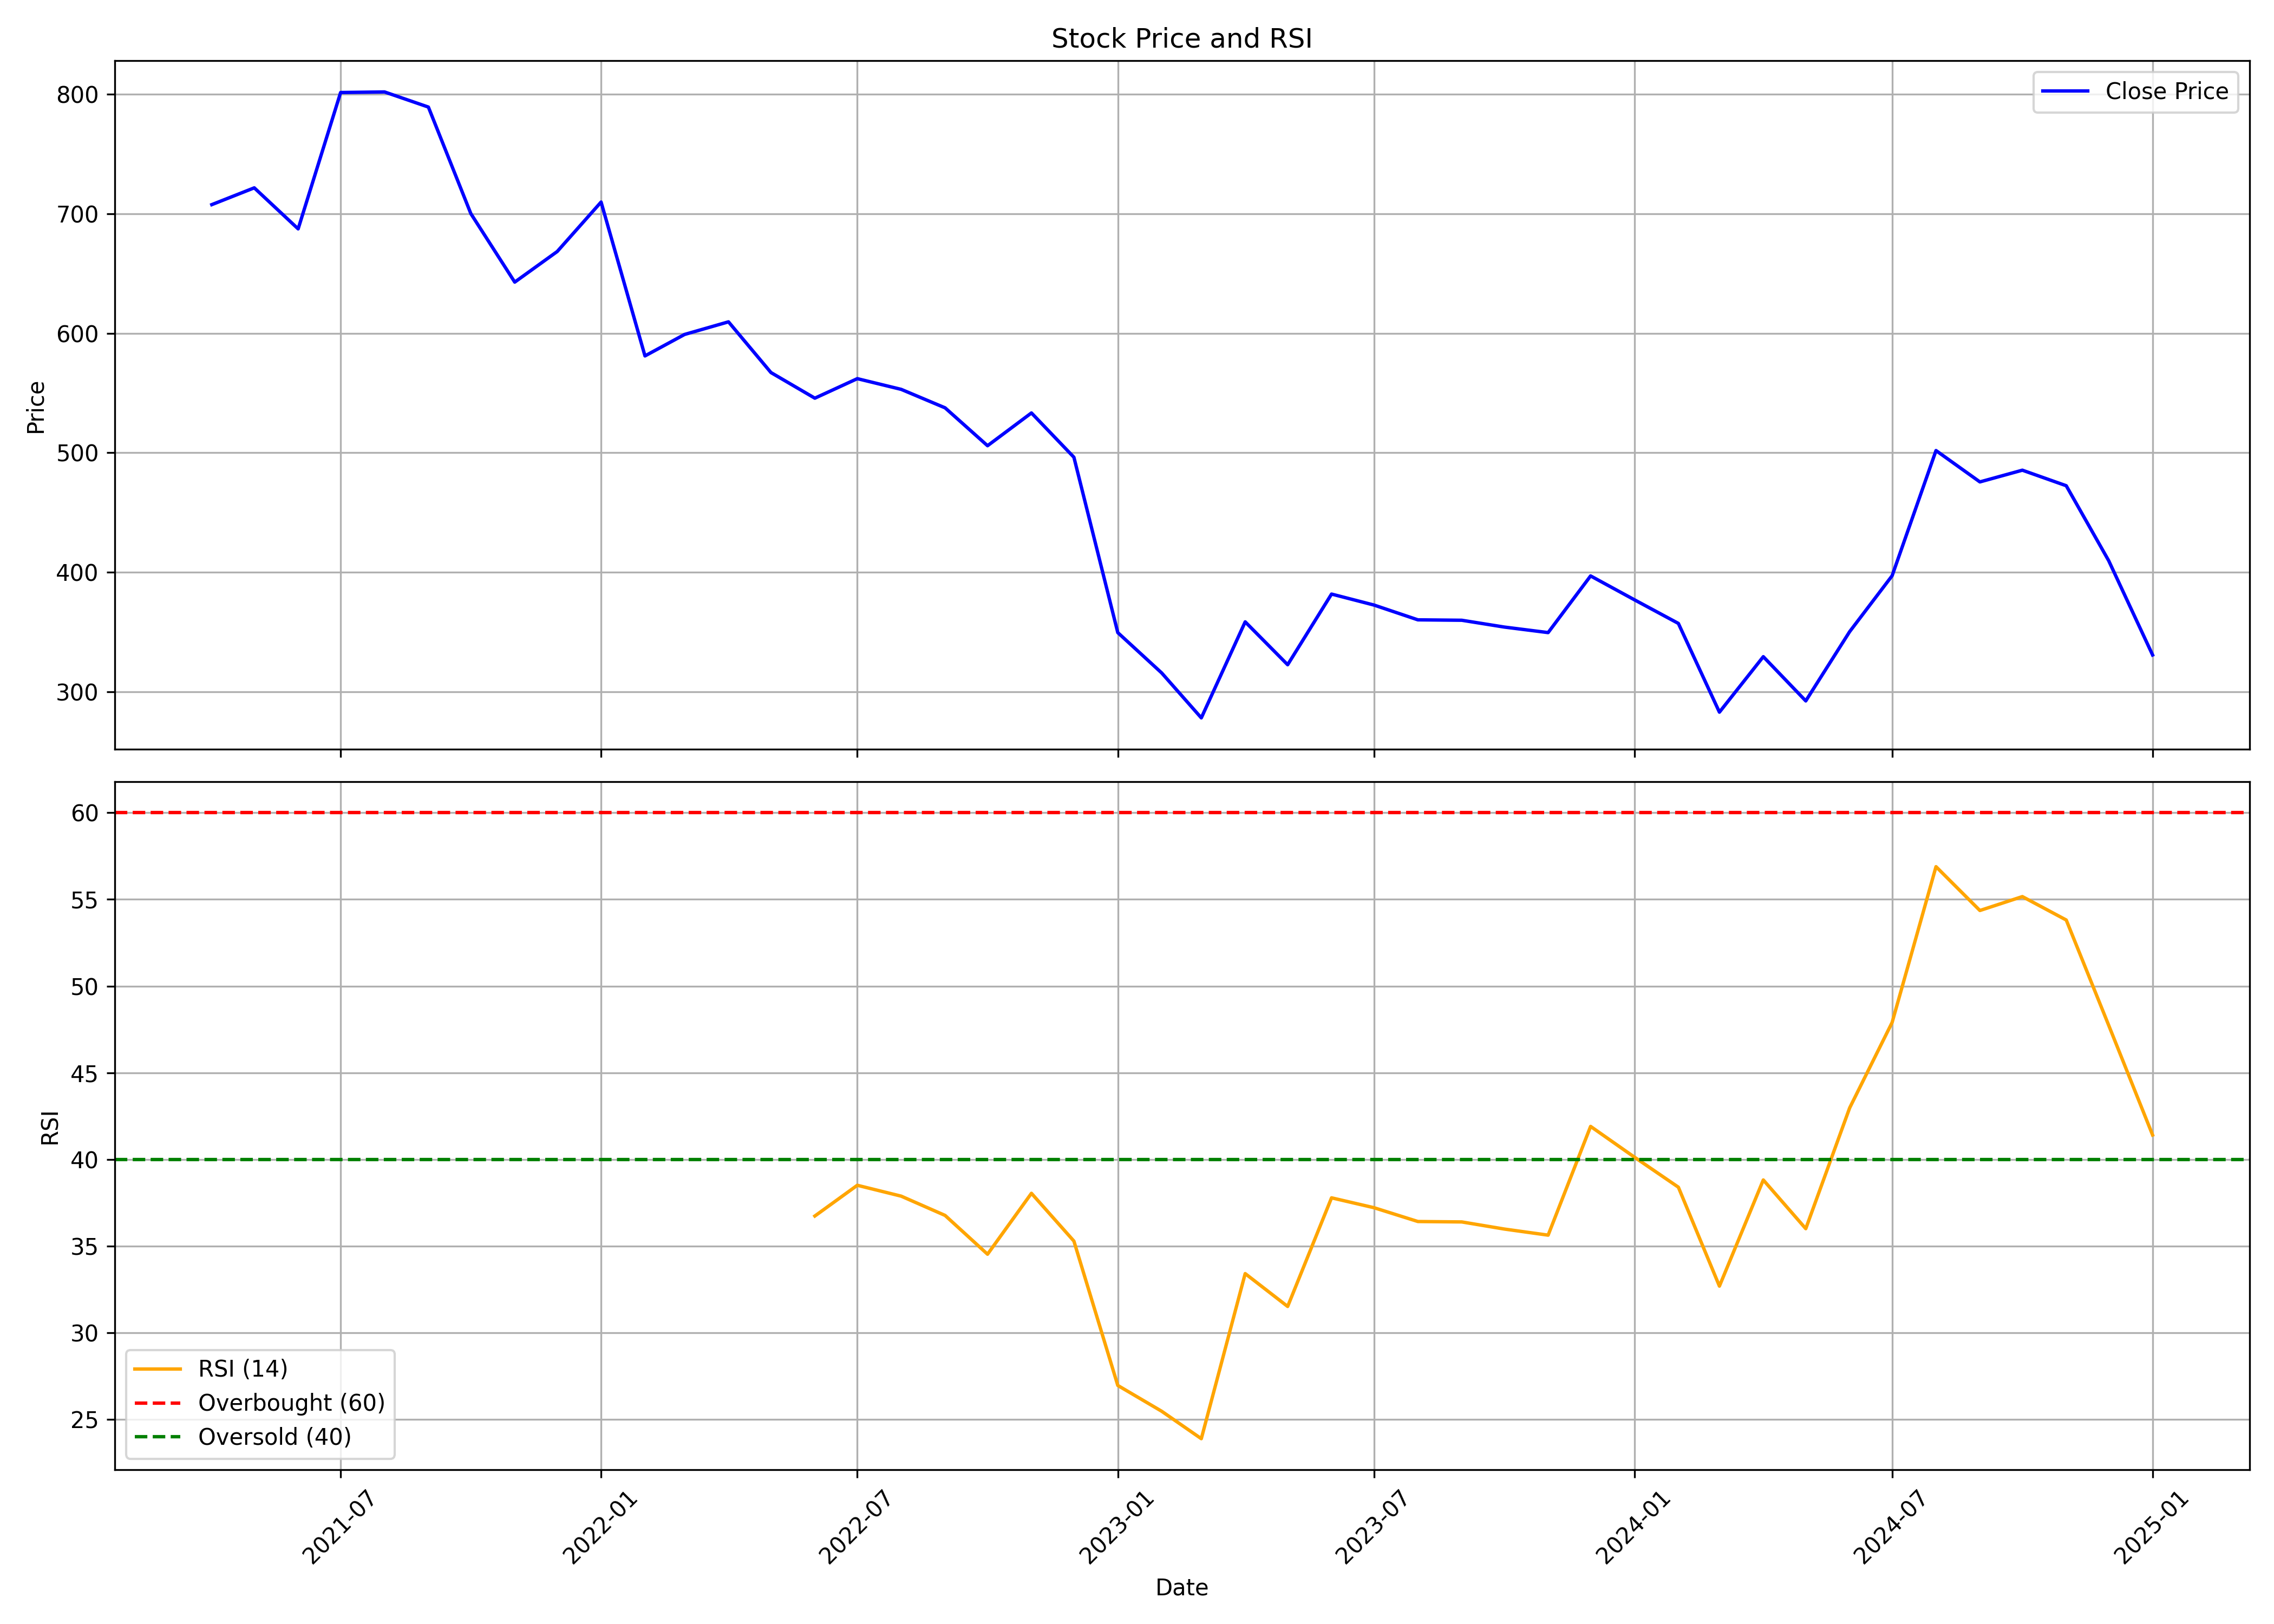 Stock Price and RSI
Close Price
800
700
600
500
400
300
Price
60
55
50
45
40
35
30
25
RSI
RSI (14)
Overbought (60)
Oversold (40)
2021-07
2022-01
2022-07
2023-01
2023-07
2024-01
2024-07
2025-01
Date